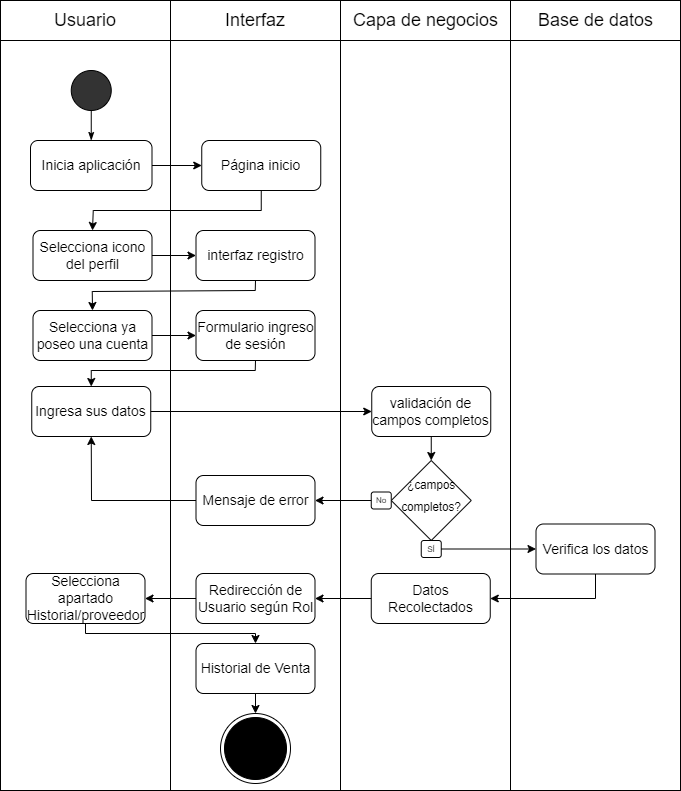 Usuario
Interfaz
Capa de negocios
Base de datos
Inicia aplicación
Página inicio
Selecciona icono
del perfil
interfaz registro
Selecciona ya
poseo una cuenta
Formulario ingreso
de sesión
Ingresa sus datos
validación de
campos completos
¿campos
completos?
No
Mensaje de error
SÍ
Verifica los datos
Datos
Recolectados
Redirección de
Usuario según Rol
Selecciona
apartado
Historial/proveedor
Historial de Venta